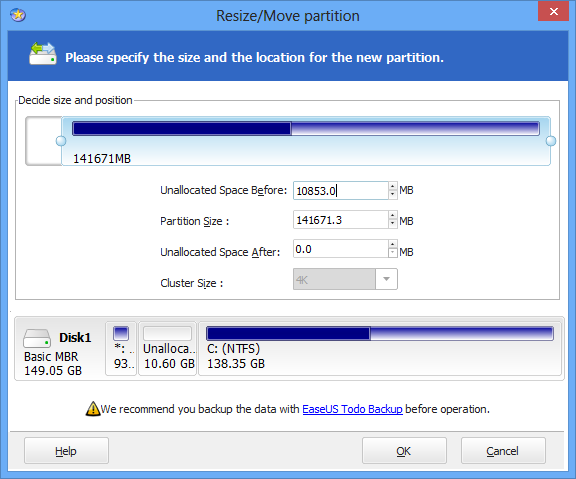 Resize/Move partition
Please specify the size and the location for the new partition.
Decide size and position
141671MB
Unallocated Space Before: 10853.0 MB
Partition Size : 141671.3 MB
Unallocated Space After: 0.0 MB
Cluster Size : 4K
Disk1
Basic MBR
149.05 GB
*: ..
93..
Unalloca..
10.60 GB
C: (NTFS)
138.35 GB
We recommend you backup the data with EaseUS Todo Backup before operation.
Help
OK
Cancel